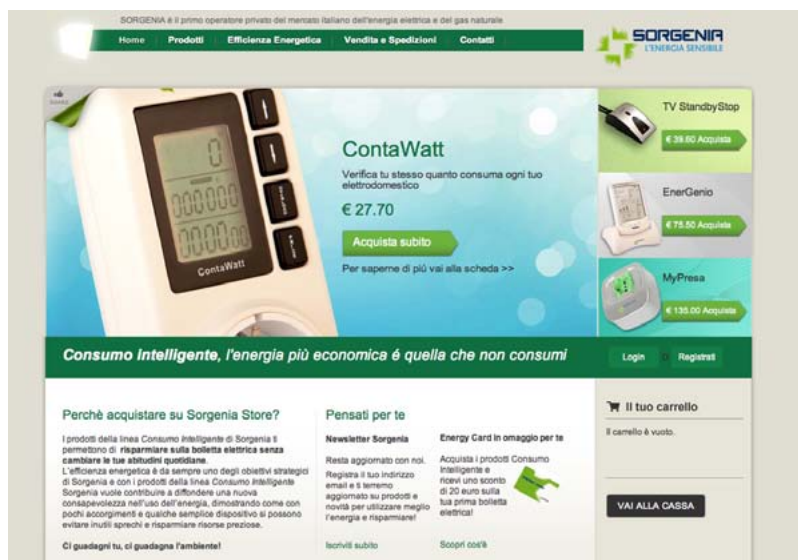 SORGENIA è il primo operatore privato del mercato italiano dell'energia elettrica e del gas naturale
Home
Prodotti
Efficienza Energetica
Vendita e Spedizioni
Contatti
SORGENIA
L'ENERGIA SENSIBILE
ContaWatt
ContaWatt
Verifica tu stesso quanto consuma ogni tuo
elettrodomestico
€ 27.70
Acquista subito
Per saperne di più vai alla scheda >>
TV StandbyStop
€ 39.60 Acquista
EnerGenio
€ 75.50 Acquista
MyPresa
€ 135.00 Acquista
Consumo Intelligente, l'energia più economica é quella che non consumi
Login
Registrati
Perchè acquistare su Sorgenia Store?
I prodotti della linea Consumo Intelligente di Sorgenia ti
permettono di risparmiare sulla bolletta elettrica senza
cambiare le tue abitudini quotidiane.
L'efficienza energetica è da sempre uno degli obiettivi strategici
di Sorgenia e con i prodotti della linea Consumo Intelligente
Sorgenia vuole contribuire a diffondere una nuova
consapevolezza nell'uso dell'energia, dimostrando come con
pochi accorgimenti e qualche semplice dispositivo si possono
evitare inutili sprechi e risparmiare risorse preziose.
Ci guadagni tu, ci guadagna l'ambiente!
Pensati per te
Newsletter Sorgenia
Resta aggiornato con noi.
Registra il tuo indirizzo
email e ti terremo
aggiornato su prodotti e
novità per utilizzare meglio
l'energia e risparmiare!
Iscriviti subito
Energy Card in omaggio per te
Acquista i prodotti Consumo
Intelligente e
ricevi uno sconto
di 20 euro sulla
tua prima bolletta
elettrica!
Scopri cos'è
Il tuo carrello
Il carrello è vuoto.
VAI ALLA CASSA